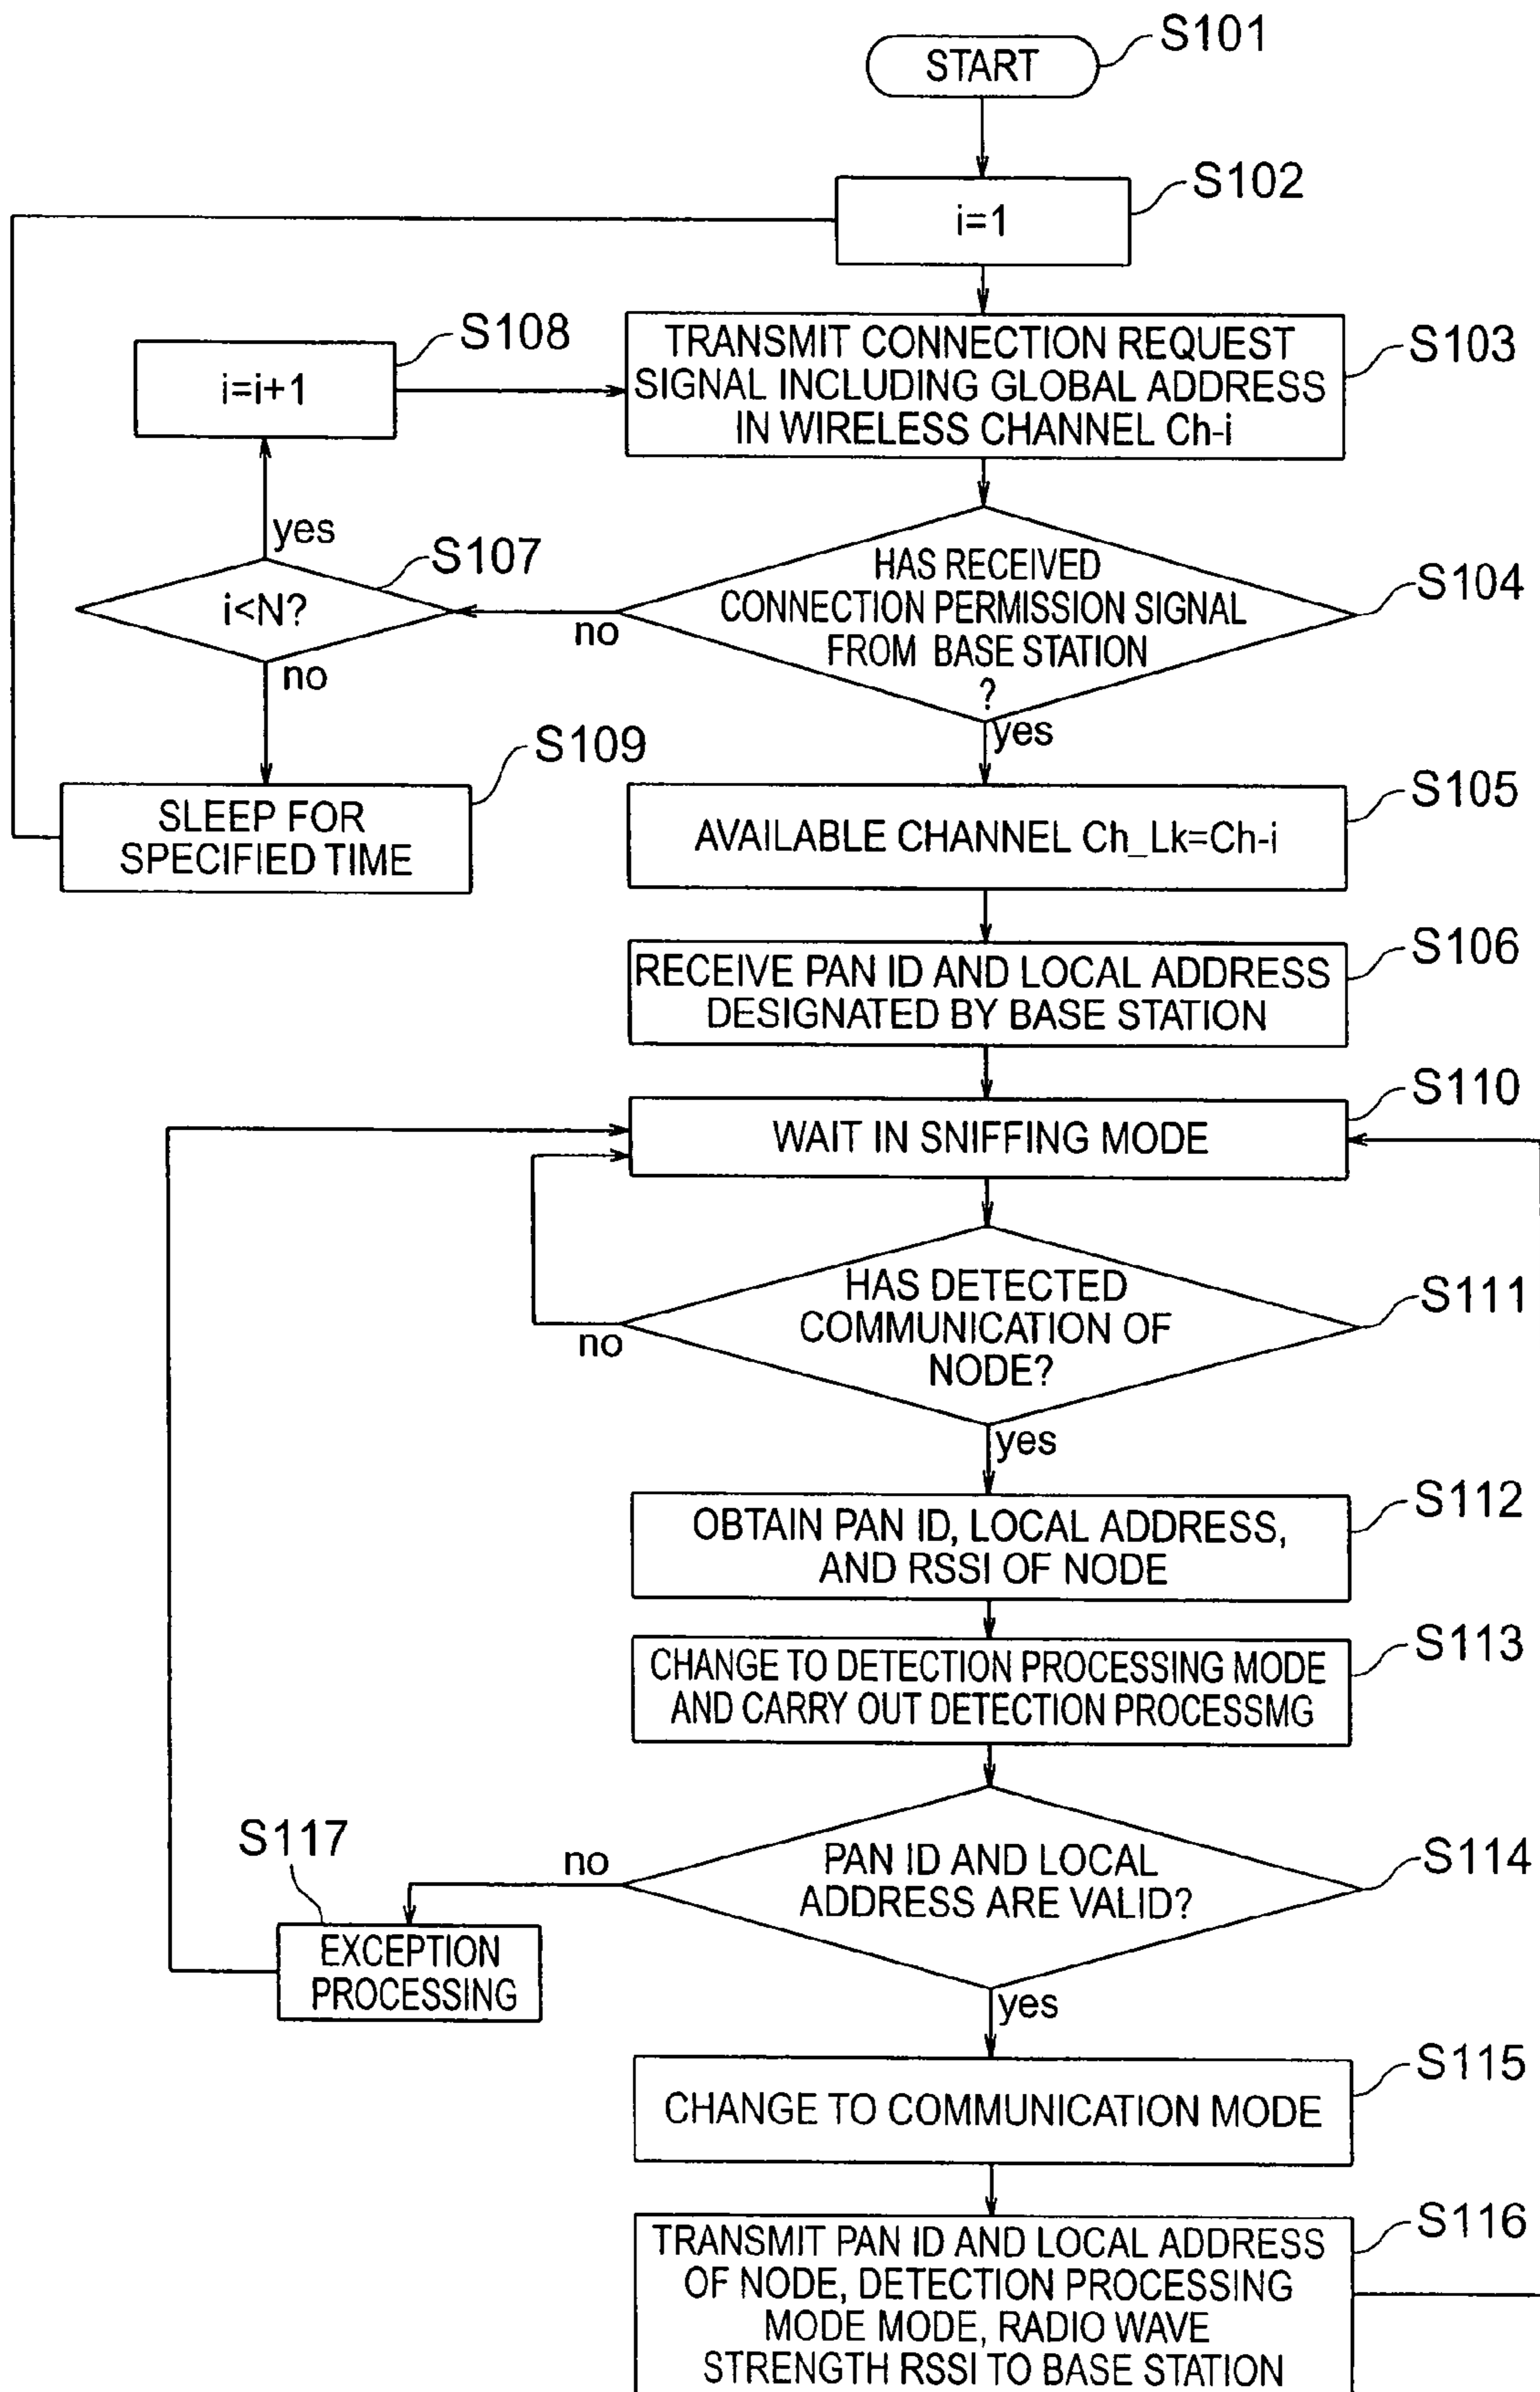 START
S101
i=1
S102
S108
i=i+1
TRANSMIT CONNECTION REQUEST
SIGNAL INCLUDING GLOBAL ADDRESS
IN WIRELESS CHANNEL Ch-i
S103
yes
S107
i<N?
no
HAS RECEIVED
CONNECTION PERMISSION SIGNAL
FROM BASE STATION
?
S104
no
yes
S109
SLEEP FOR
SPECIFIED TIME
AVAILABLE CHANNEL Ch_Lk=Ch-i
S105
RECEIVE PAN ID AND LOCAL ADDRESS
DESIGNATED BY BASE STATION
S106
WAIT IN SNIFFING MODE
S110
HAS DETECTED
COMMUNICATION OF
NODE?
S111
no
yes
OBTAIN PAN ID, LOCAL ADDRESS,
AND RSSI OF NODE
S112
CHANGE TO DETECTION PROCESSING MODE
AND CARRY OUT DETECTION PROCESSMG
S113
S117
no
PAN ID AND LOCAL
ADDRESS ARE VALID?
S114
EXCEPTION
PROCESSING
yes
CHANGE TO COMMUNICATION MODE
S115
TRANSMIT PAN ID AND LOCAL ADDRESS
OF NODE, DETECTION PROCESSING
MODE MODE, RADIO WAVE
STRENGTH RSSI TO BASE STATION
S116